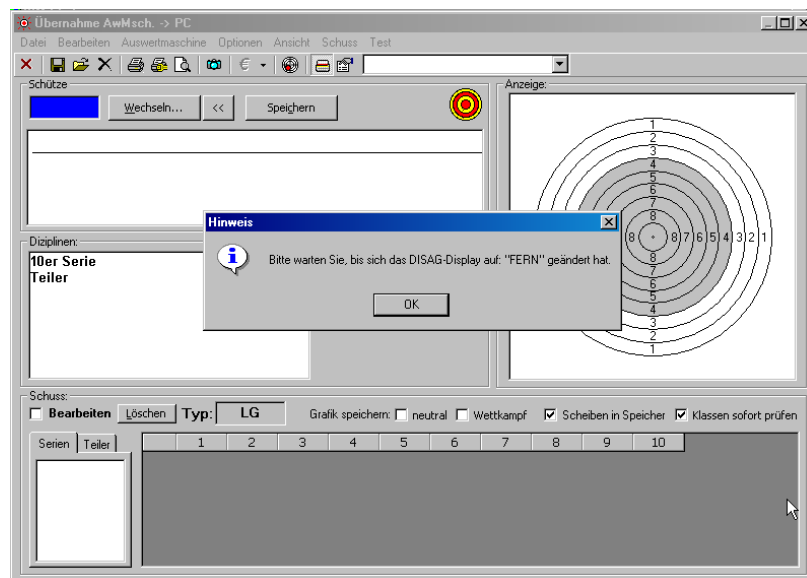 Übernahme AwMsch. -> PC
Datei Bearbeiten Auswertmaschine Optionen Ansicht Schuss Test
Schütze
Wechseln... << Speichern
Anzeige:
1
2
3
4
5
6
7
8
8 8 7 6 5 4 3 2 1
8
7
6
5
4
3
2
1
Hinweis
Bitte warten Sie, bis sich das DISAG-Display auf: "FERN" geändert hat.
OK
Diziplinen:
10er Serie
Teiler
Schuss:
Bearbeiten Löschen Typ: LG Grafik speichern: neutral Wettkampf Scheiben in Speicher Klassen sofort prüfen
Serien Teiler 1 2 3 4 5 6 7 8 9 10